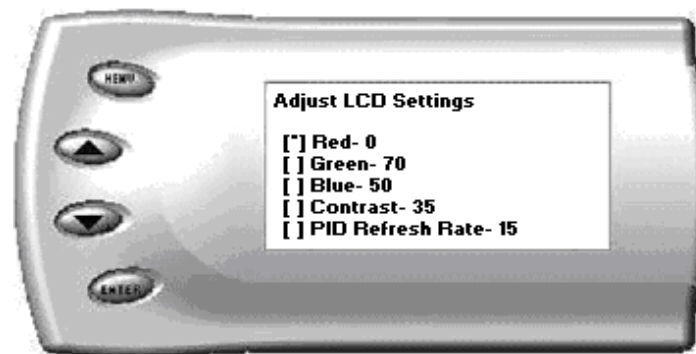 MENU
Adjust LCD Settings
[*] Red- 0
[ ] Green- 70
[ ] Blue- 50
[ ] Contrast- 35
[ ] PID Refresh Rate- 15
ENTER